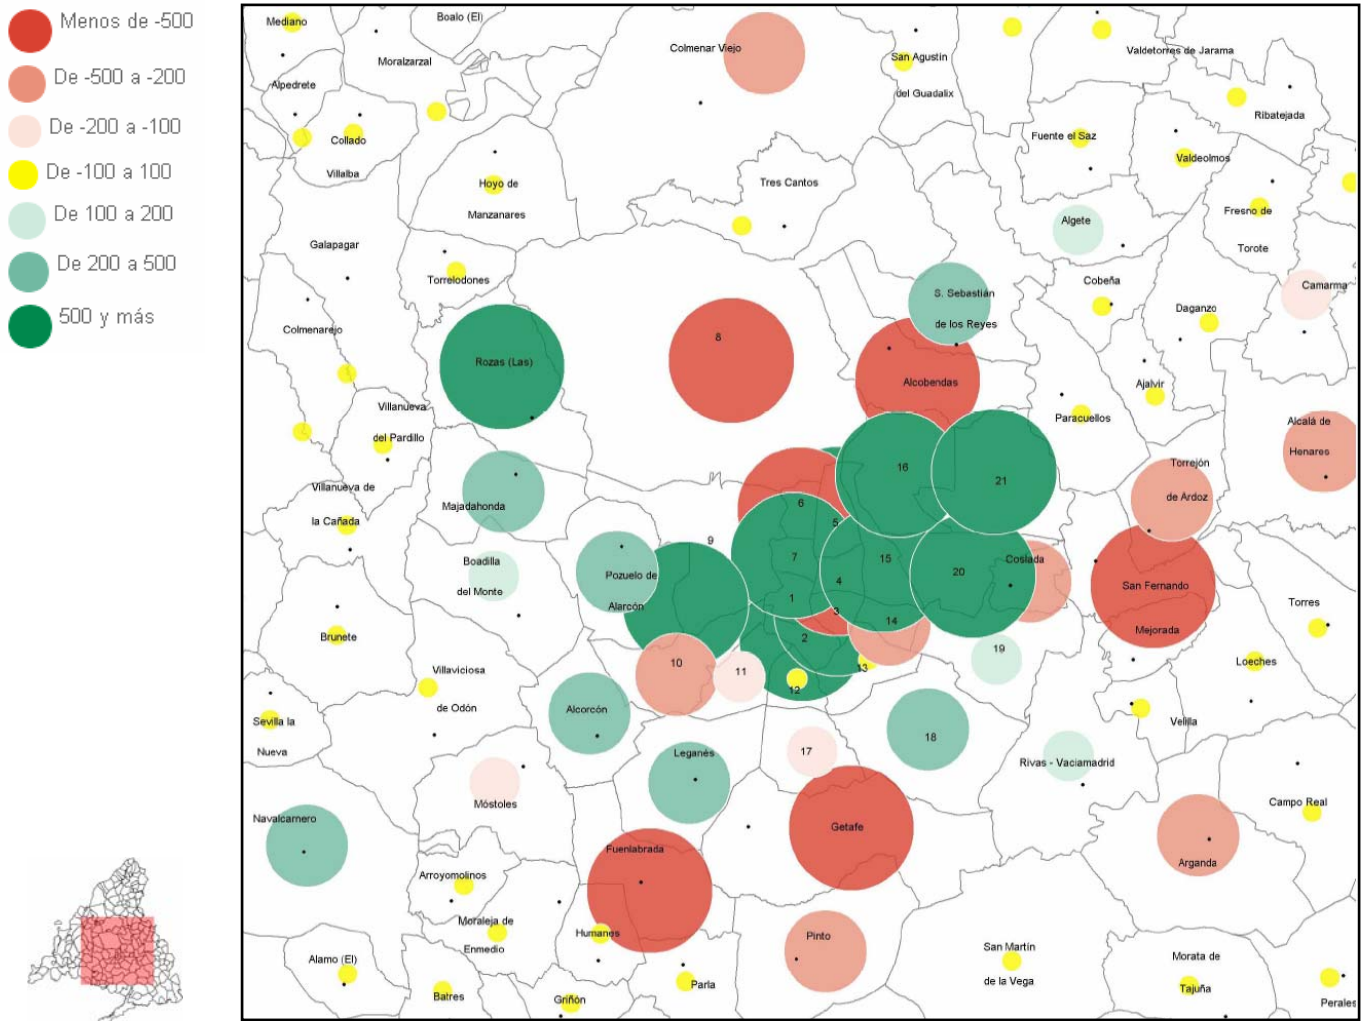 Menos de -500
De -500 a -200
De -200 a -100
De -100 a 100
De 100 a 200
De 200 a 500
500 y más
Mediano
Boalo (El)
Moralzarzal
Colmenar Viejo
San Agustin
del Guadalix
Valdetorres de Jarama
Alpedrete
Ribatejada
Collado
Villalba
Fuente el Saz
Valdeolmos
Hoyo de
Manzanares
Tres Cantos
Fresno de
Torote
Algete
Galapagar
Torrelodones
Cobeña
Camarma
S. Sebastián
de los Reyes
Daganzo
Colmenarejo
8
Rozas (Las)
Alcobendas
Ajalvir
Villanueva
del Pardillo
Paracuellos
Alcalá de
Henares
16
21
Torrejón
de Ardoz
Villanueva de
la Cañada
Majadahonda
6
5
9
7
15
Coslada
Boadilla
del Monte
Pozuelo de
Alarcón
4
20
San Fernando
1
3
14
Torres
Brunete
2
Mejorada
19
10
11
13
12
Loeches
Villaviciosa
de Odón
Alcorcón
Sevilla la
Nueva
18
Velilla
Leganés
17
Rivas - Vaciamadrid
Móstoles
Campo Real
Navalcarnero
Getafe
Fuenlabrada
Arganda
Arroyomolinos
Moraleja de
Enmedio
Humanes
Pinto
San Martín
de la Vega
Morata de
Tajuña
Alamo (El)
Parla
Batres
Griñón
Perales